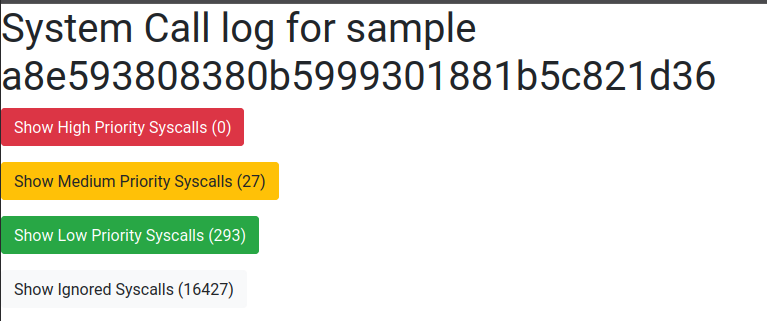 System Call log for sample
a8e593808380b5999301881b5c821d36
Show High Priority Syscalls (0)
Show Medium Priority Syscalls (27)
Show Low Priority Syscalls (293)
Show Ignored Syscalls (16427)